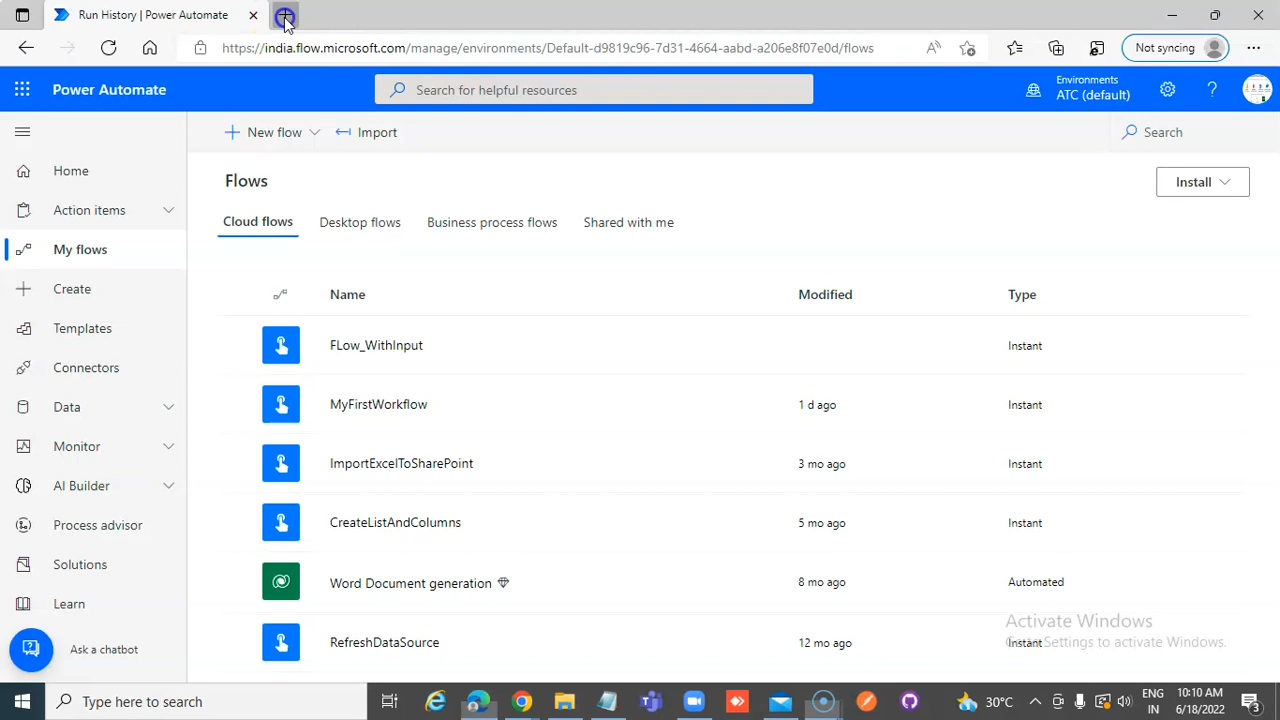 Run History | Power Automate
https://india.flow.microsoft.com/manage/environments/Default-d9819c96-7d31-4664-aabd-a206e8f07e0d/flows
Not syncing
Power Automate
Search for helpful resources
Environments
ATC (default)
New flow
Import
Search
Home
Action items
My flows
Create
Templates
Connectors
Data
Monitor
AI Builder
Process advisor
Solutions
Learn
Ask a chatbot
Flows
Install
Cloud flows Desktop flows Business process flows Shared with me
Name Modified Type
FLow_WithInput Instant
MyFirstWorkflow 1 d ago Instant
ImportExcelToSharePoint 3 mo ago Instant
CreateListAndColumns 5 mo ago Instant
Word Document generation 8 mo ago Automated
RefreshDataSource 12 mo ago Instant
Activate Windows
Go to Settings to activate Windows.
Type here to search
30°C
ENG
IN
10:10 AM
6/18/2022
3